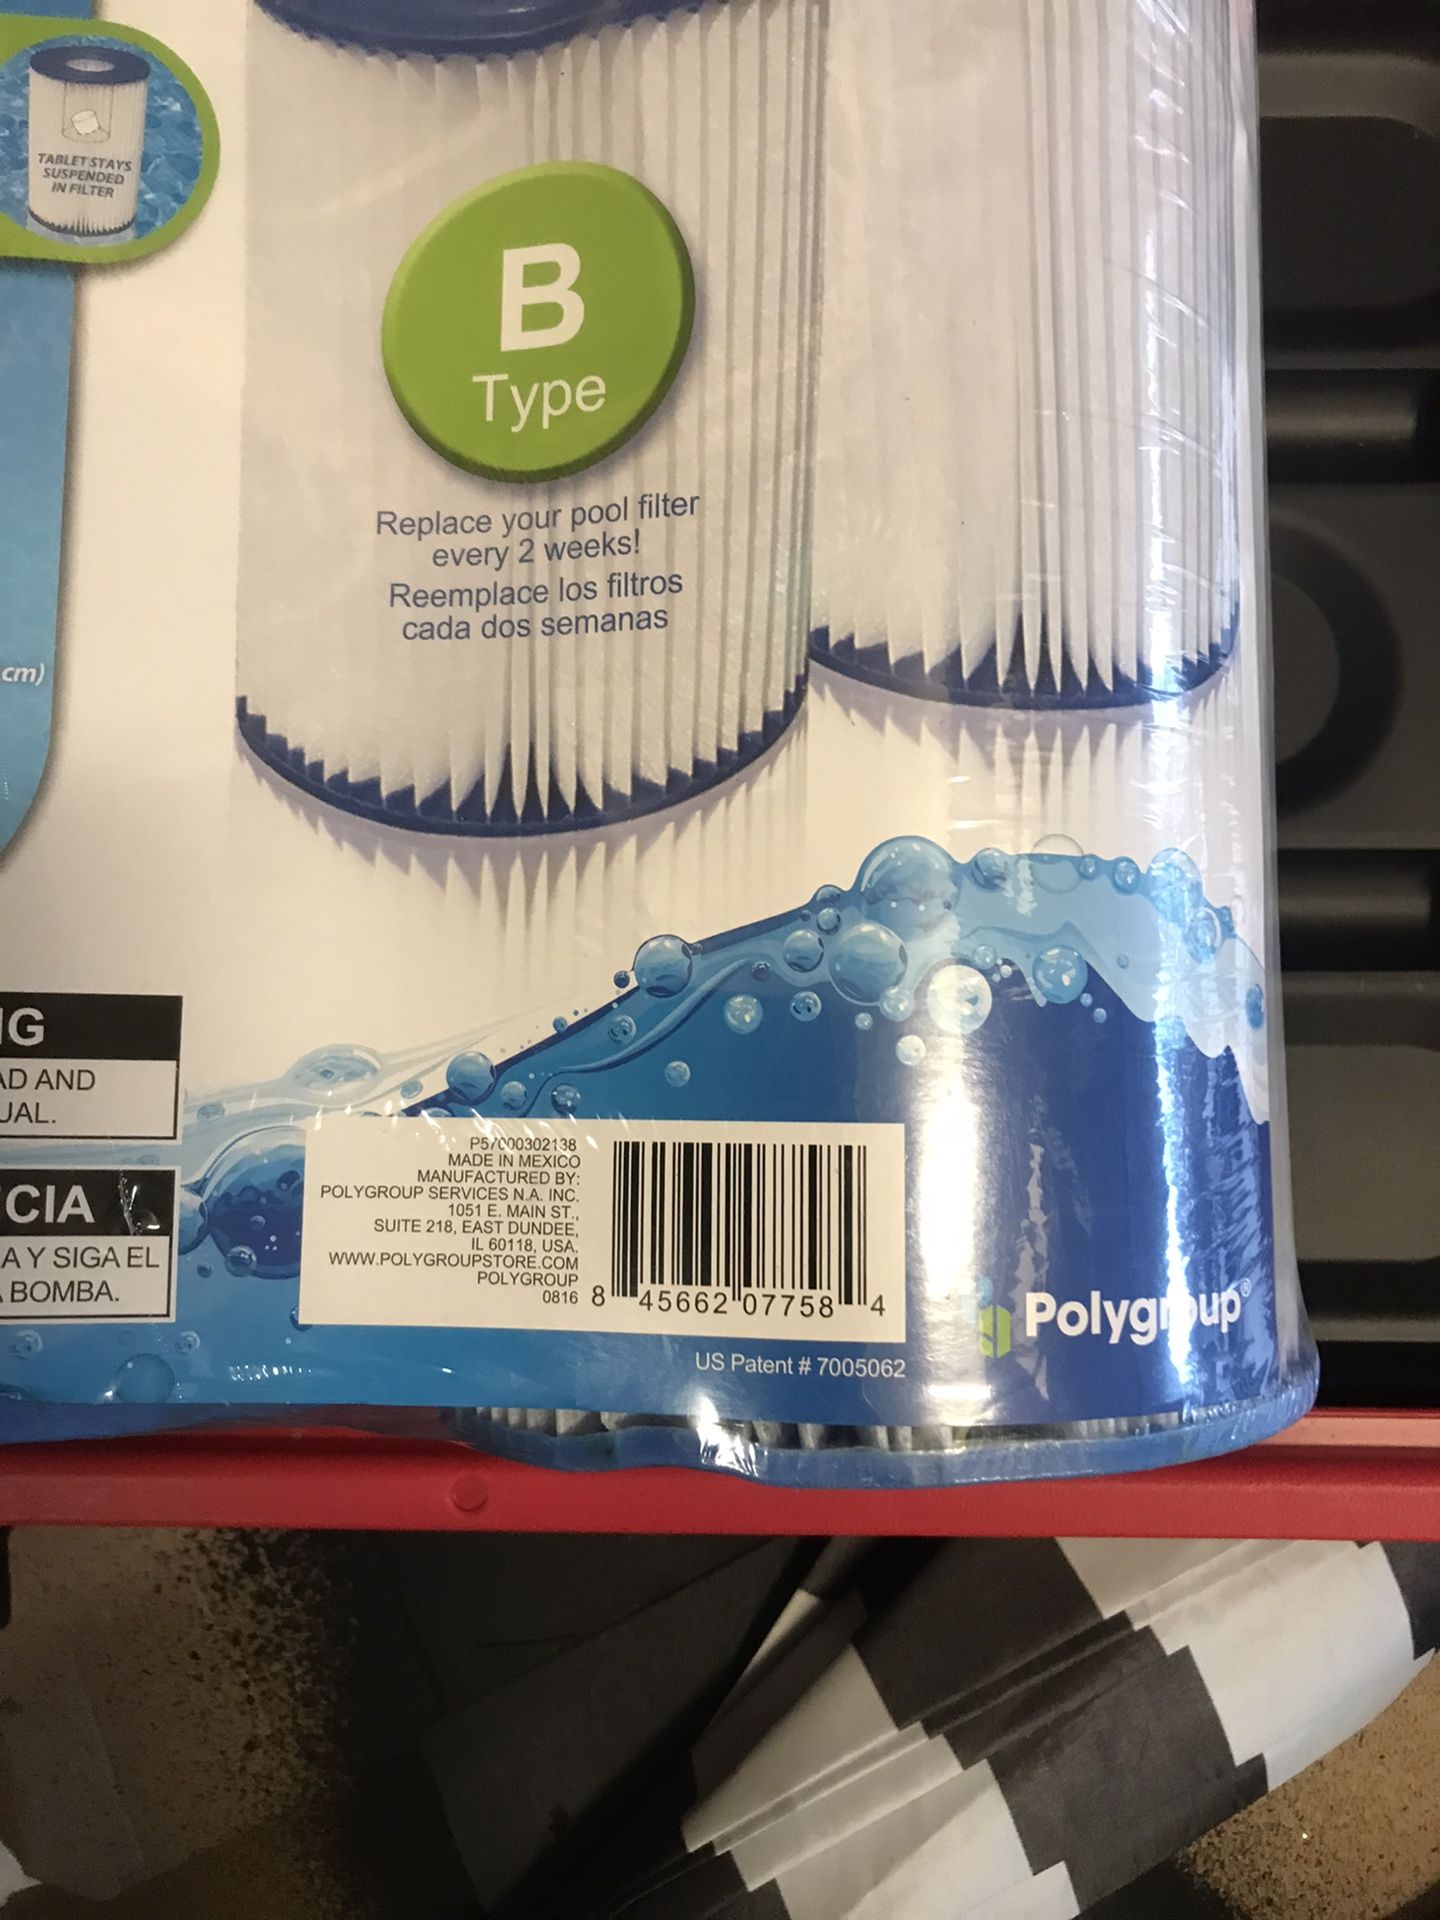 TABLET STAYS
SUSPENDED
IN FILTER
B
Type
Replace your pool filter
every 2 weeks!
Reemplace los filtros
cada dos semanas
cm)
IG
AD AND
UAL.
CIA
A Y SIGA EL
A BOMBA.
P57000302138
MADE IN MEXICO
MANUFACTURED BY:
POLYGROUP SERVICES N.A. INC.
1051 E. MAIN ST.,
SUITE 218, EAST DUNDEE,
IL 60118, USA.
WWW.POLYGROUPSTORE.COM
POLYGROUP
0816
8 45662 07758 4
Polygroup®
US Patent # 7005062